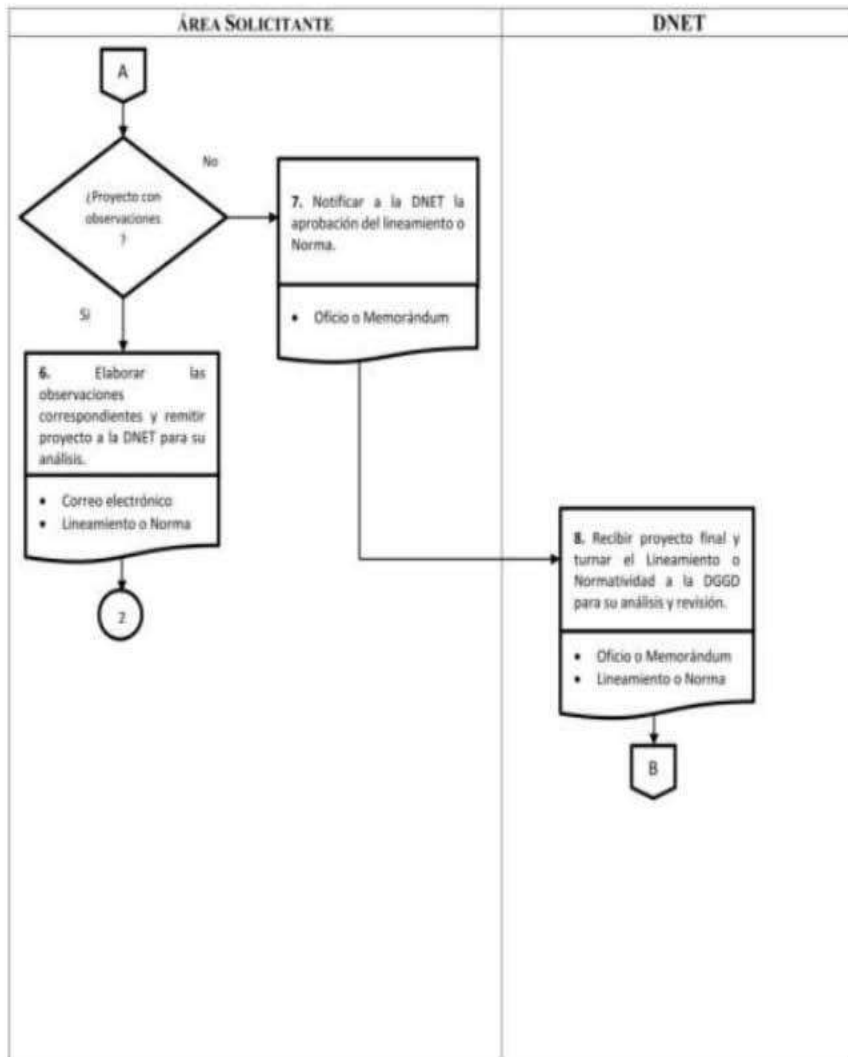 ÁREA SOLICITANTE
DNET
A
¿Proyecto con
observaciones
?
No
Si
7. Notificar a la DNET la
aprobación del lineamiento o
Norma.
• Oficio o Memorándum
6. Elaborar las
observaciones
correspondientes y remitir
proyecto a la DNET para su
análisis.
• Correo electrónico
• Lineamiento o Norma
2
8. Recibir proyecto final y
turnar el Lineamiento o
Normatividad a la DGGD
para su análisis y revisión.
• Oficio o Memorándum
• Lineamiento o Norma
B